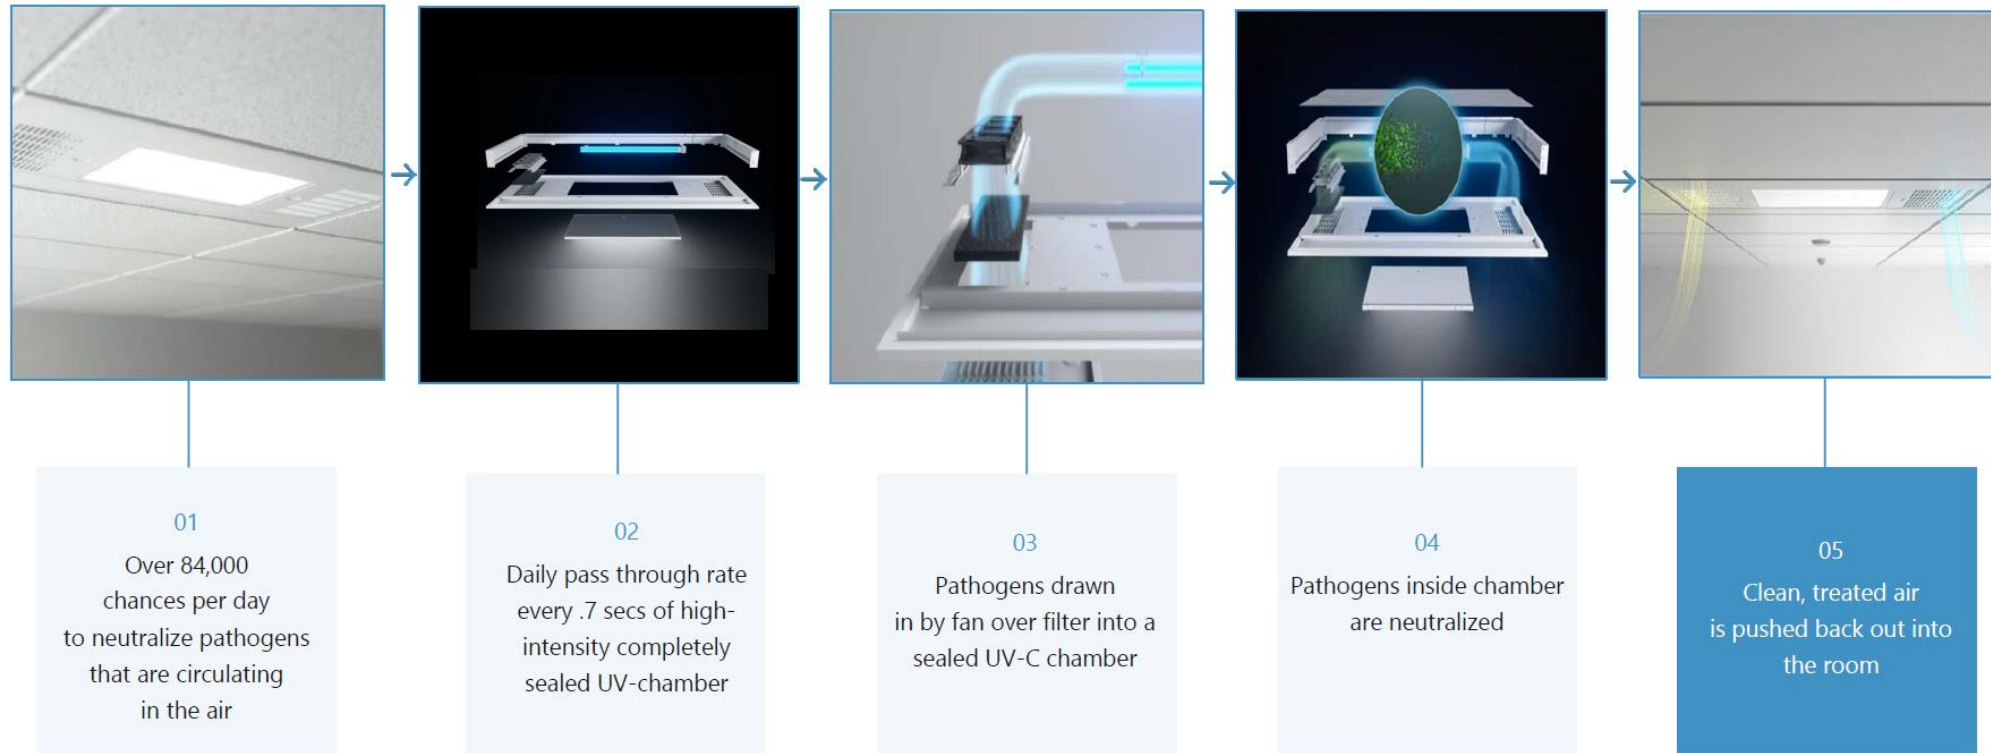 01
Over 84,000
chances per day
to neutralize pathogens
that are circulating
in the air
02
Daily pass through rate
every .7 secs of high-
intensity completely
sealed UV-chamber
03
Pathogens drawn
in by fan over filter into a
sealed UV-C chamber
04
Pathogens inside chamber
are neutralized
05
Clean, treated air
is pushed back out into
the room